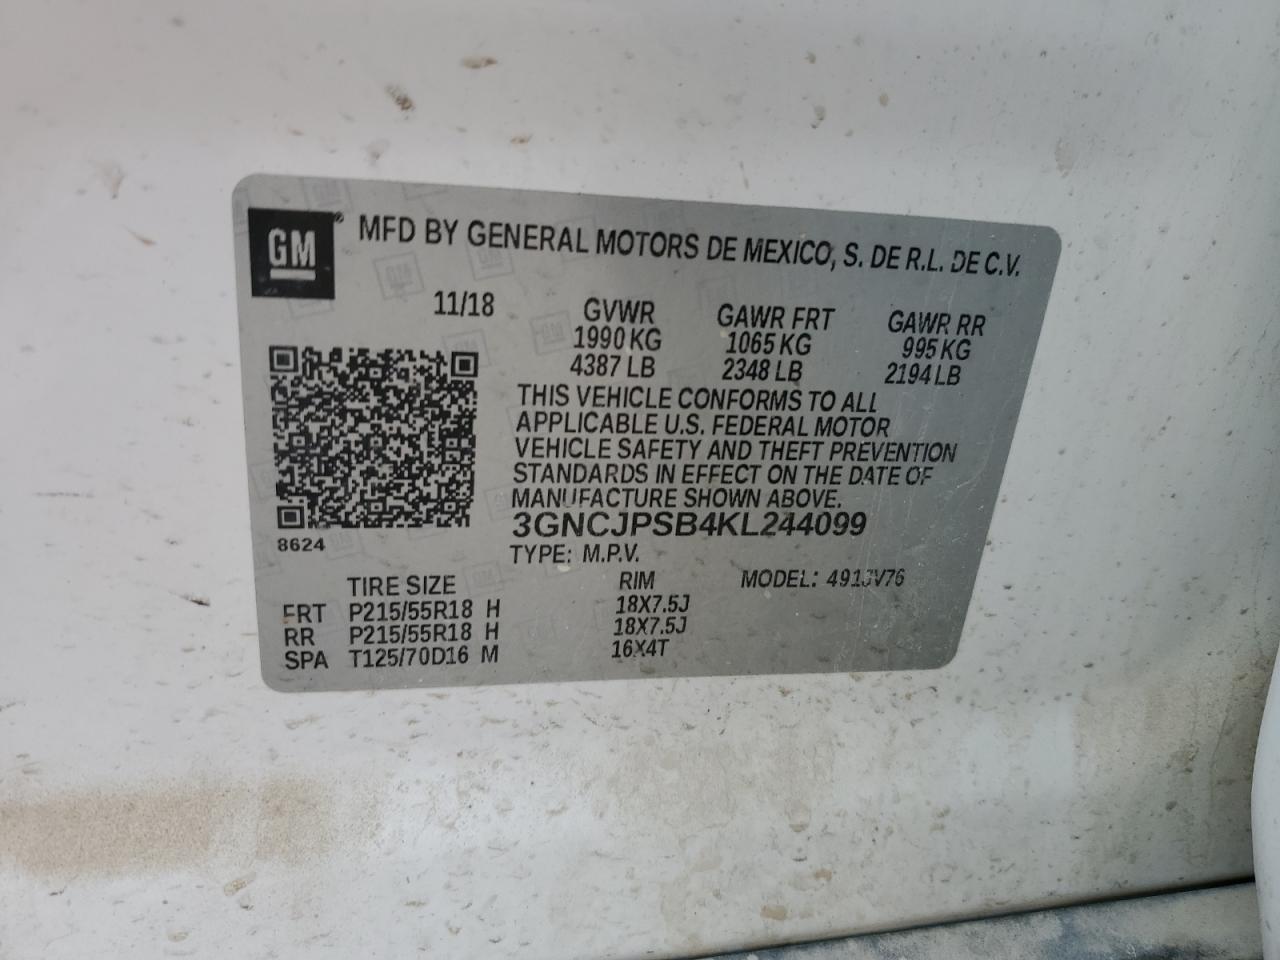 GM ® MFD BY GENERAL MOTORS DE MEXICO, S. DE R.L. DE C.V.
11/18 GVWR GAWR FRT GAWR RR
1990 KG 1065 KG 995 KG
4387 LB 2348 LB 2194 LB
THIS VEHICLE CONFORMS TO ALL
APPLICABLE U.S. FEDERAL MOTOR
VEHICLE SAFETY AND THEFT PREVENTION
STANDARDS IN EFFECT ON THE DATE OF
MANUFACTURE SHOWN ABOVE.
3GNCJPSB4KL244099
8624
TYPE: M.P.V.
TIRE SIZE RIM MODEL: 491JV76
FRT P215/55R18 H 18X7.5J
RR P215/55R18 H 18X7.5J
SPA T125/70D16 M 16X4T